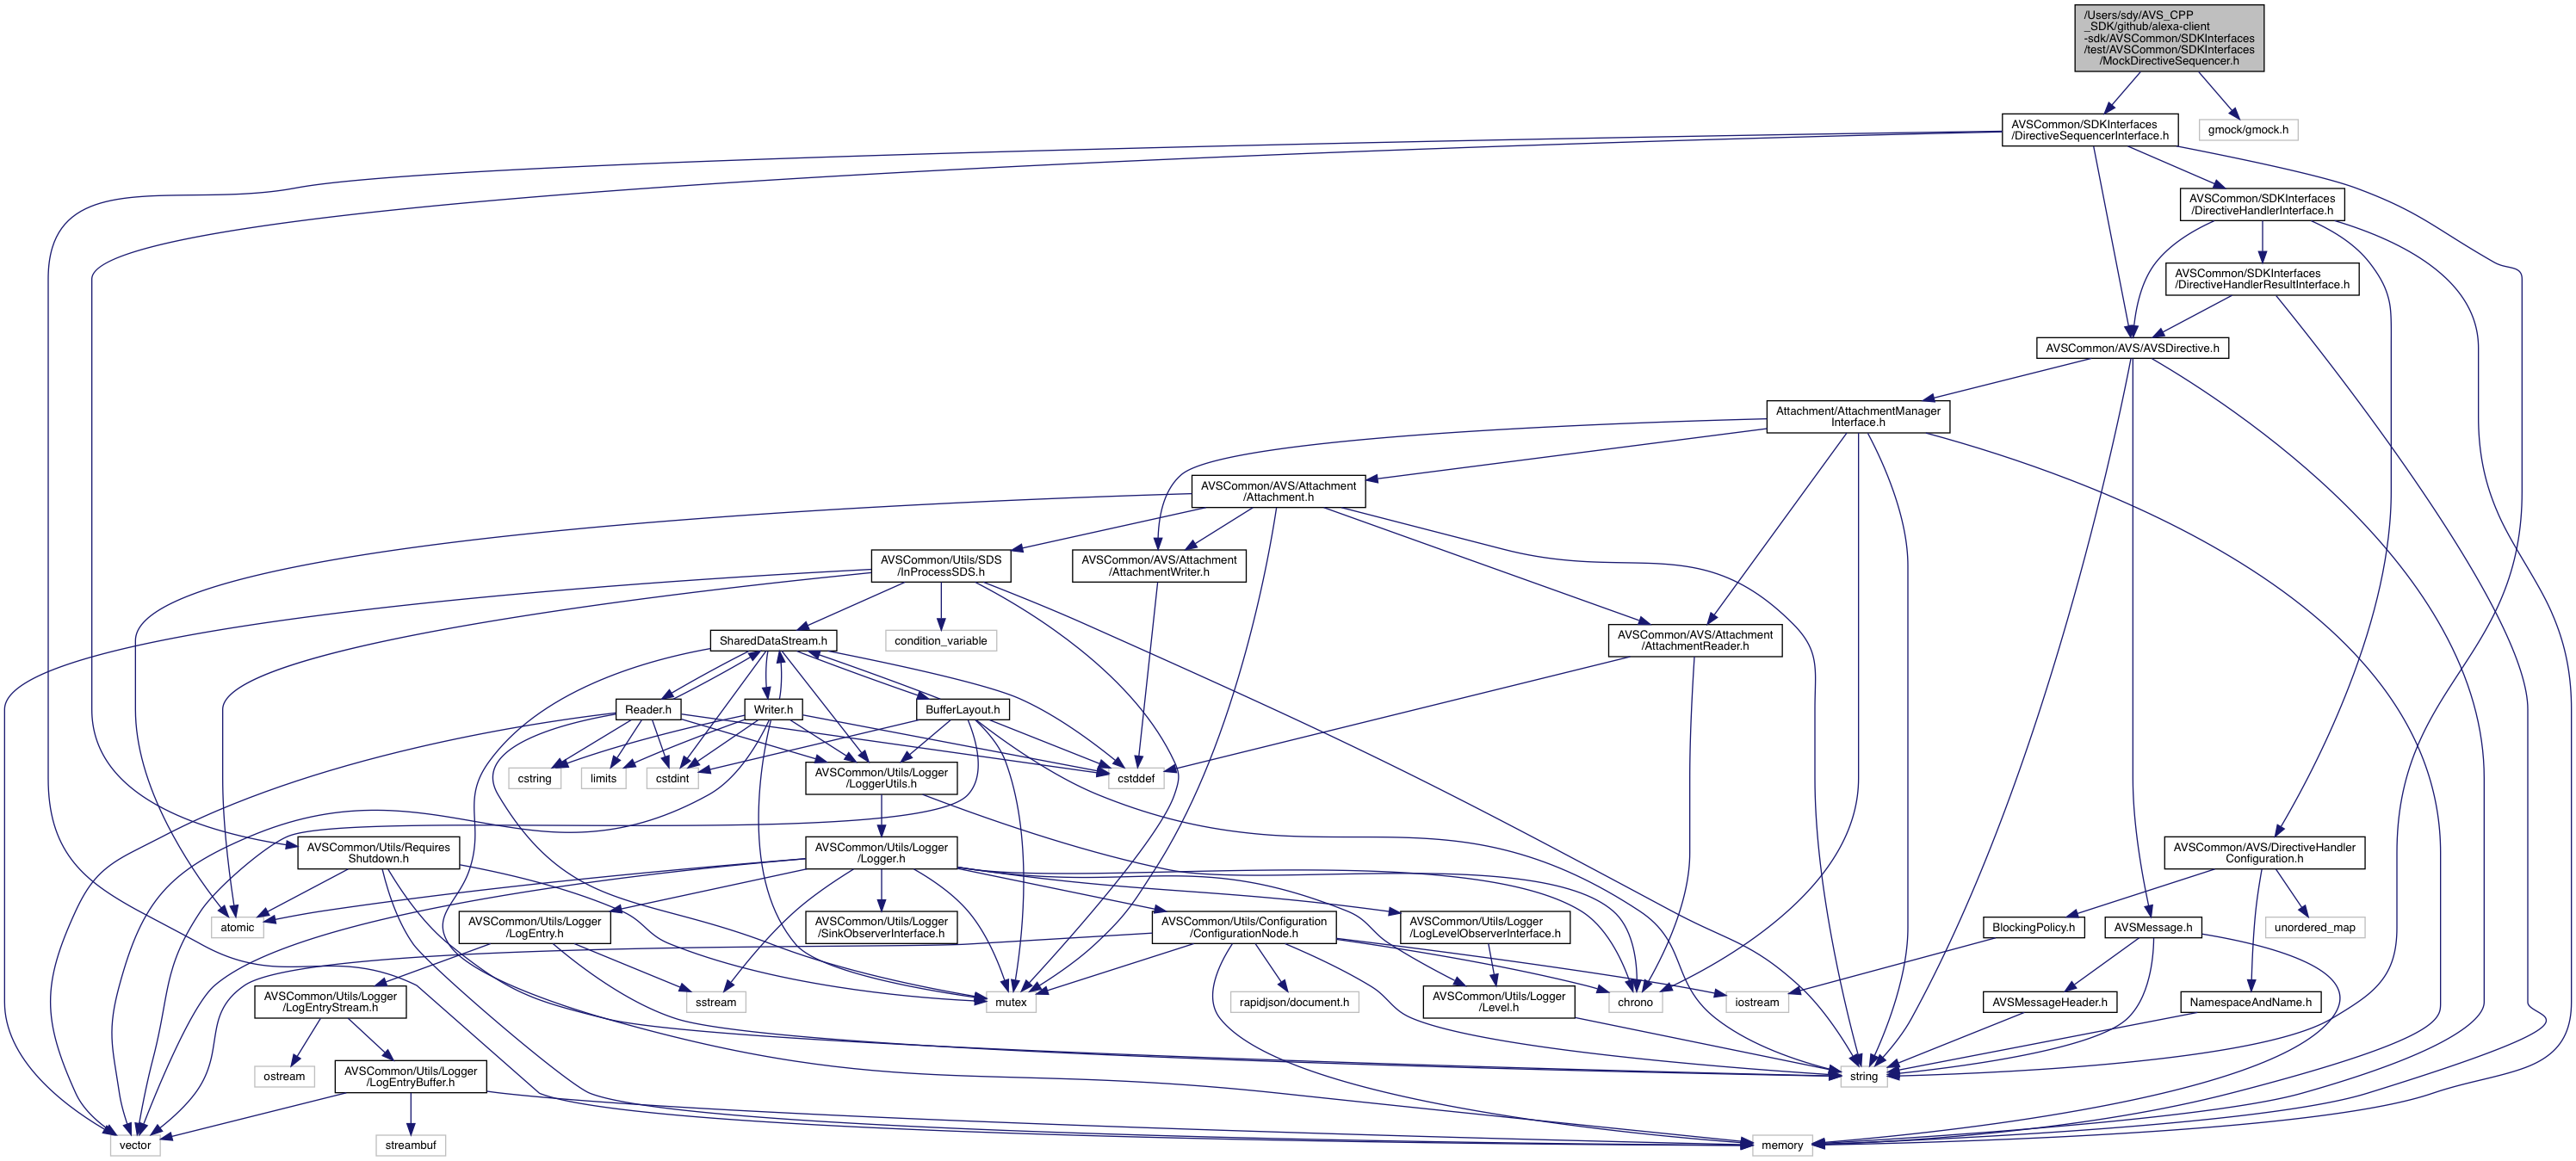 /Users/sdy/AVS_CPP
_SDK/github/alexa-client
-sdk/AVSCommon/SDKInterfaces
/test/AVSCommon/SDKInterfaces
/MockDirectiveSequencer.h
AVSCommon/SDKInterfaces
/DirectiveSequencerInterface.h
gmock/gmock.h
AVSCommon/SDKInterfaces
/DirectiveHandlerInterface.h
AVSCommon/SDKInterfaces
/DirectiveHandlerResultInterface.h
AVSCommon/AVS/AVSDirective.h
Attachment/AttachmentManager
Interface.h
AVSCommon/AVS/Attachment
/Attachment.h
AVSCommon/Utils/SDS
/InProcessSDS.h
AVSCommon/AVS/Attachment
/AttachmentWriter.h
SharedDataStream.h
condition_variable
AVSCommon/AVS/Attachment
/AttachmentReader.h
Reader.h
Writer.h
BufferLayout.h
cstring
limits
cstdint
AVSCommon/Utils/Logger
/LoggerUtils.h
cstddef
AVSCommon/Utils/Requires
Shutdown.h
AVSCommon/Utils/Logger
/Logger.h
AVSCommon/AVS/DirectiveHandler
Configuration.h
atomic
AVSCommon/Utils/Logger
/LogEntry.h
AVSCommon/Utils/Logger
/SinkObserverInterface.h
AVSCommon/Utils/Configuration
/ConfigurationNode.h
AVSCommon/Utils/Logger
/LogLevelObserverInterface.h
BlockingPolicy.h
AVSMessage.h
unordered_map
AVSCommon/Utils/Logger
/LogEntryStream.h
sstream
mutex
rapidjson/document.h
AVSCommon/Utils/Logger
/Level.h
chrono
iostream
AVSMessageHeader.h
NamespaceAndName.h
ostream
AVSCommon/Utils/Logger
/LogEntryBuffer.h
string
vector
streambuf
memory